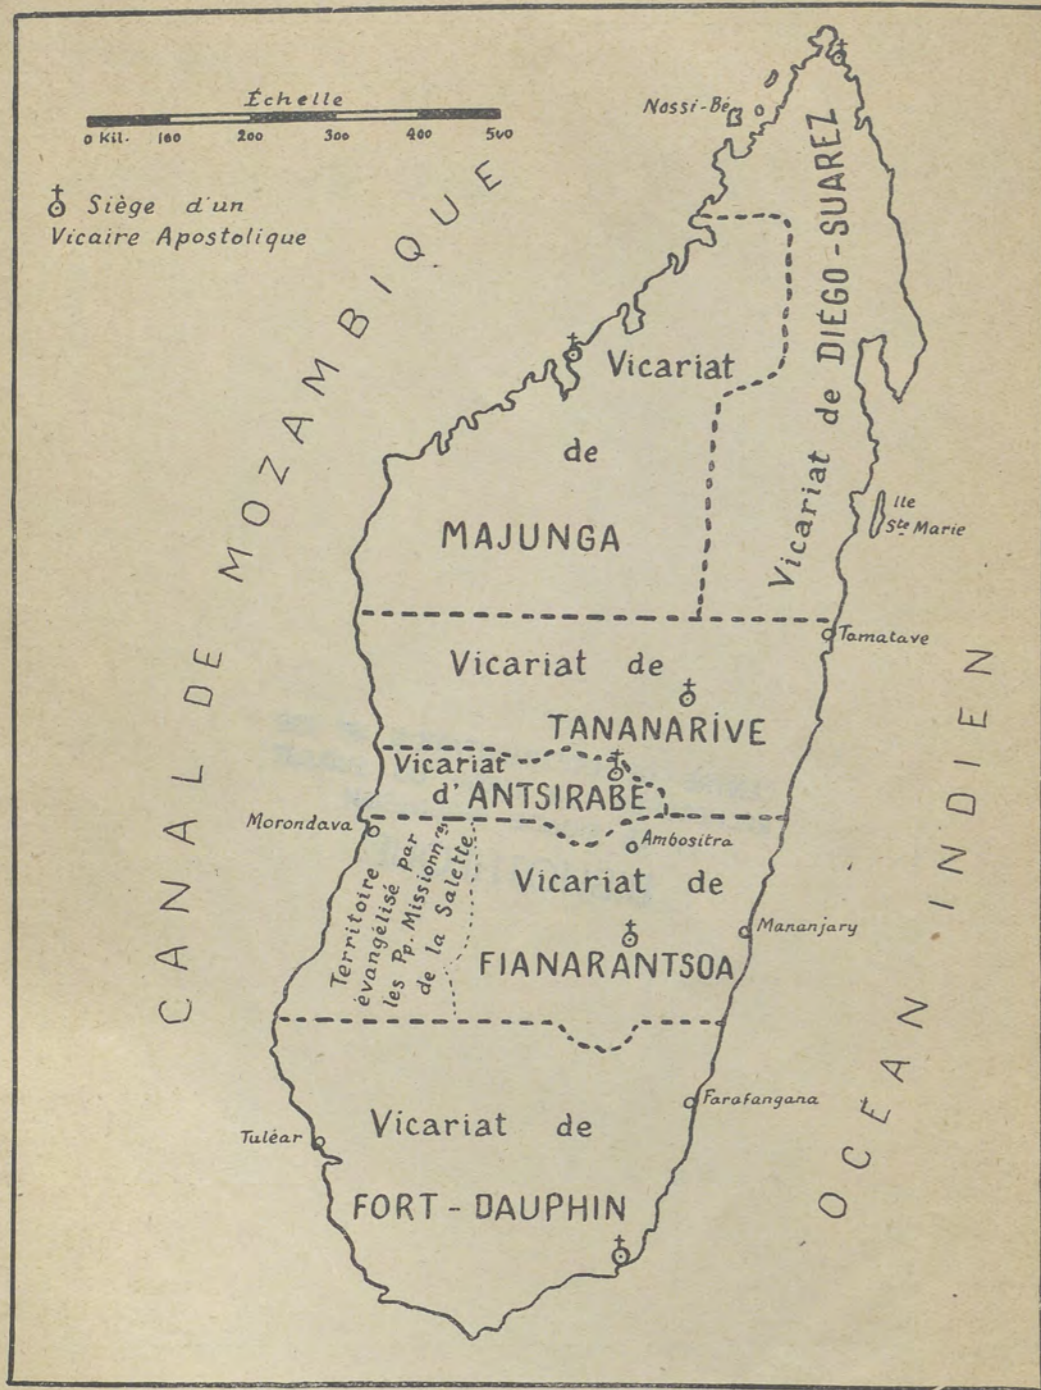 Échelle
0 Kil. 100 200 300 400 500
Siège d'un
Vicaire Apostolique
CANAL DE MOZAMBIQUE
Nossi-Bé
Vicariat de DIÉGO-SUAREZ
Vicariat
de
MAJUNGA
Ile
Ste Marie
Tamatave
Vicariat de
TANANARIVE
Vicariat
d'ANTSIRABÉ
Morondava
Ambositra
Territoire
évangélisé par
les Pp. Missionnres
de la Salette
Vicariat de
FIANARANTSOA
Mananjary
OCÉAN INDIEN
Farafangana
Tuléar
Vicariat de
FORT-DAUPHIN